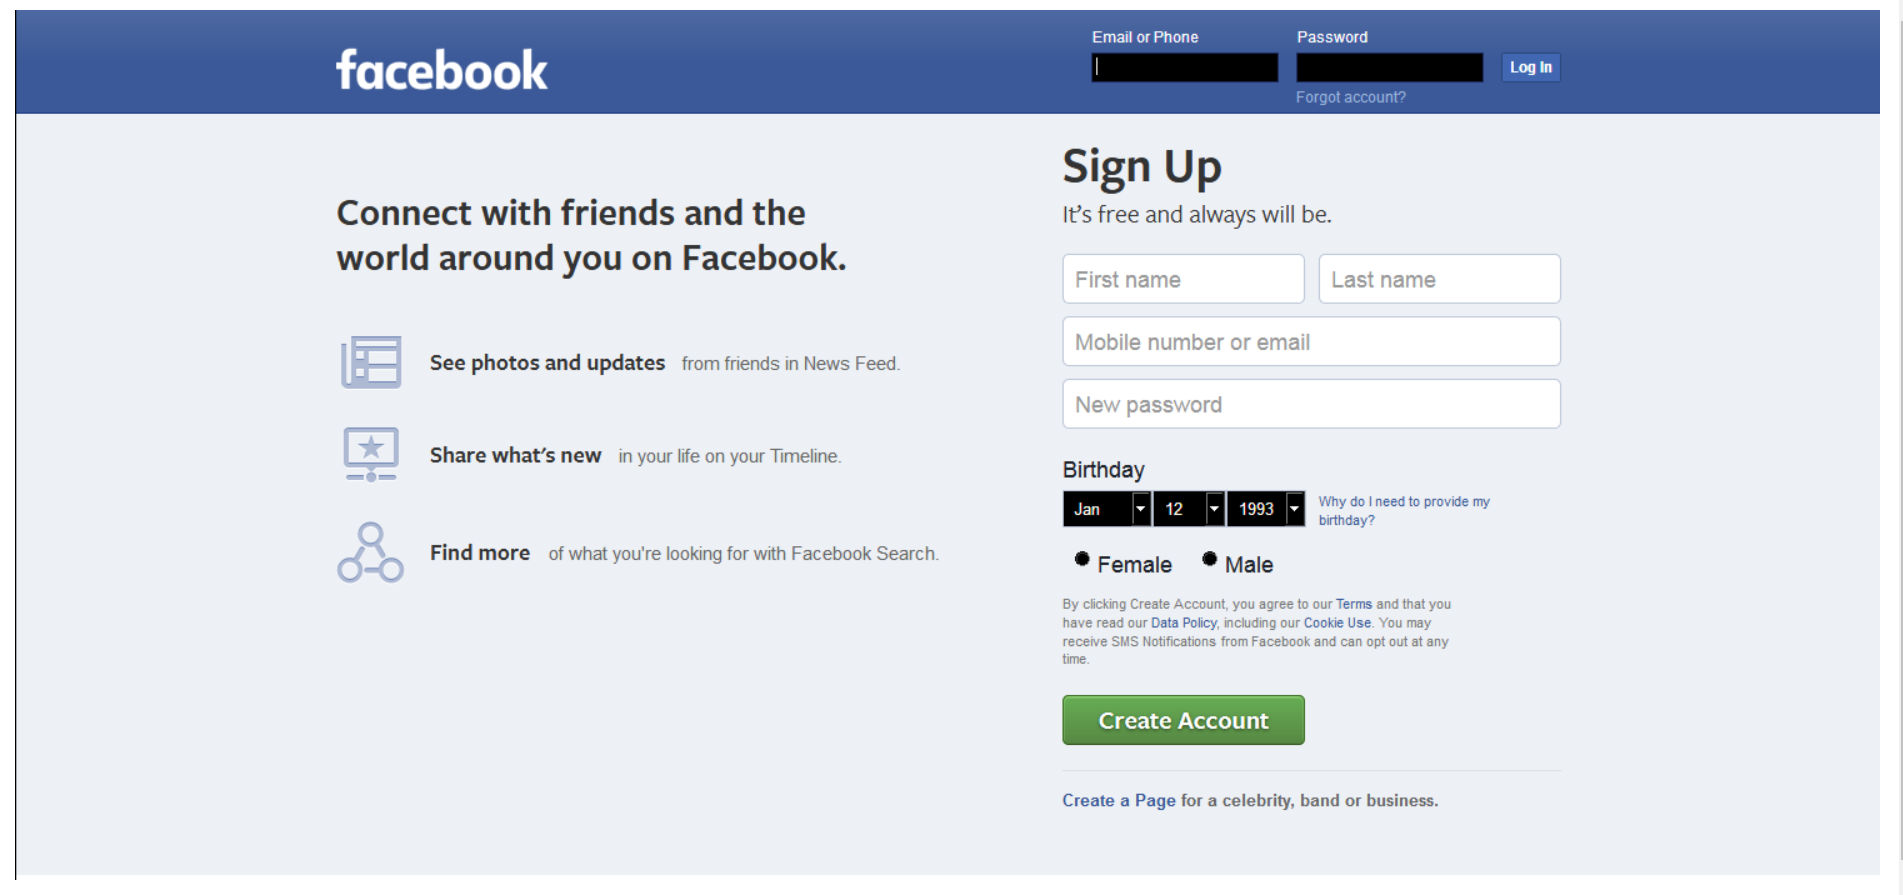 facebook
Email or Phone
Password
Log In
Forgot account?
Connect with friends and the
world around you on Facebook.
See photos and updates from friends in News Feed.
Share what's new in your life on your Timeline.
Find more of what you're looking for with Facebook Search.
Sign Up
It's free and always will be.
First name
Last name
Mobile number or email
New password
Birthday
Jan 12 1993
Why do I need to provide my
birthday?
Female Male
By clicking Create Account, you agree to our Terms and that you
have read our Data Policy, including our Cookie Use. You may
receive SMS Notifications from Facebook and can opt out at any
time.
Create Account
Create a Page for a celebrity, band or business.